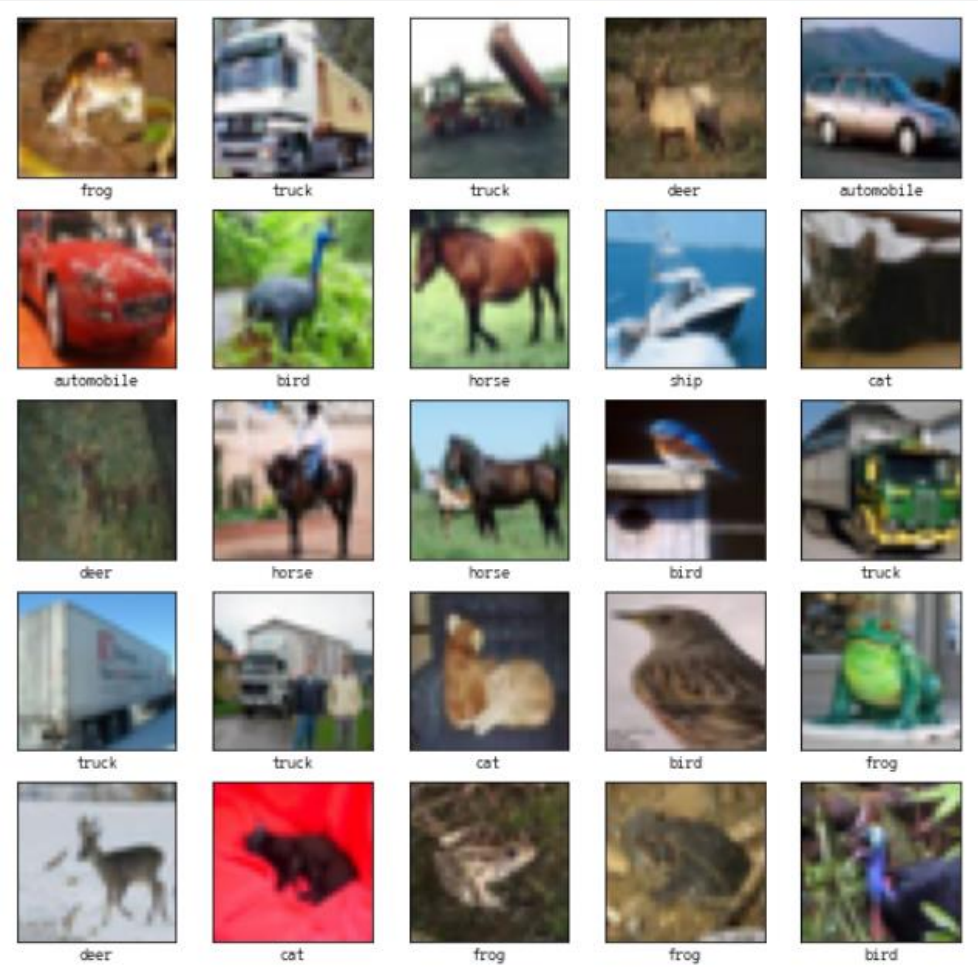 frog truck truck deer automobile
automobile bird horse ship cat
deer horse horse bird truck
truck truck cat bird frog
deer cat frog frog bird